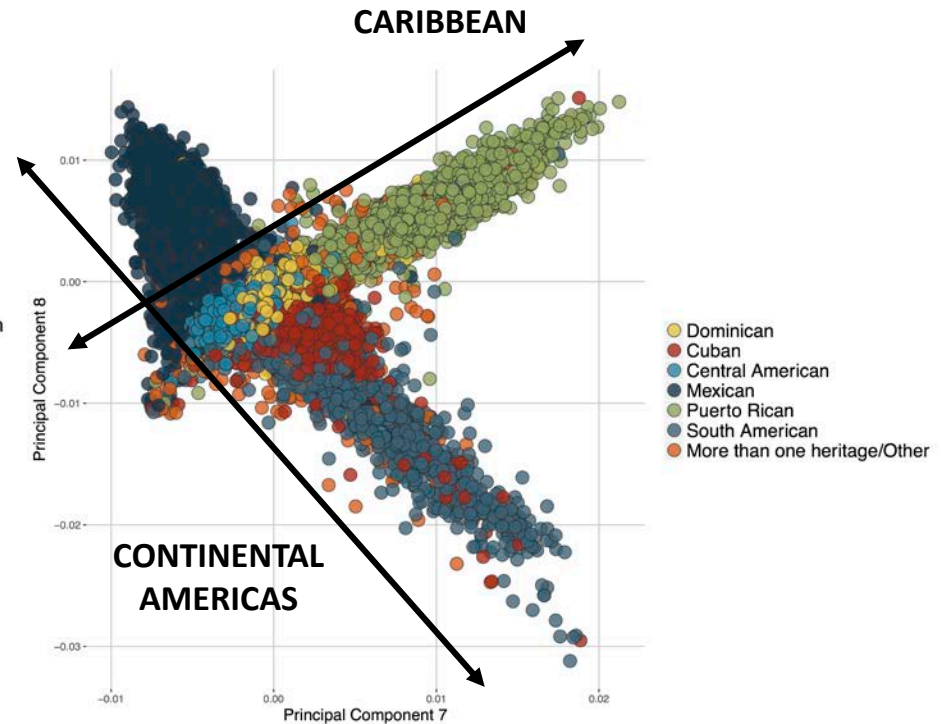 CARIBBEAN
0.01
0.00
−0.01
−0.02
−0.03
Principal Component 8
n
CONTINENTAL
AMERICAS
Dominican
Cuban
Central American
Mexican
Puerto Rican
South American
More than one heritage/Other
−0.01
0.00
0.01
0.02
Principal Component 7